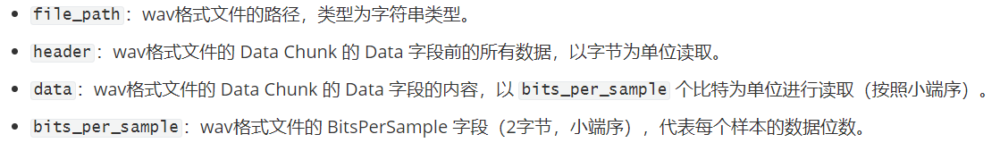 • file_path：wav格式文件的路径，类型为字符串类型。
• header：wav格式文件的 Data Chunk 的 Data 字段前的所有数据，以字节为单位读取。
• data：wav格式文件的 Data Chunk 的 Data 字段的内容，以 bits_per_sample 个比特为单位进行读取（按照小端序）。
• bits_per_sample：wav格式文件的 BitsPerSample 字段（2字节，小端序），代表每个样本的数据位数。